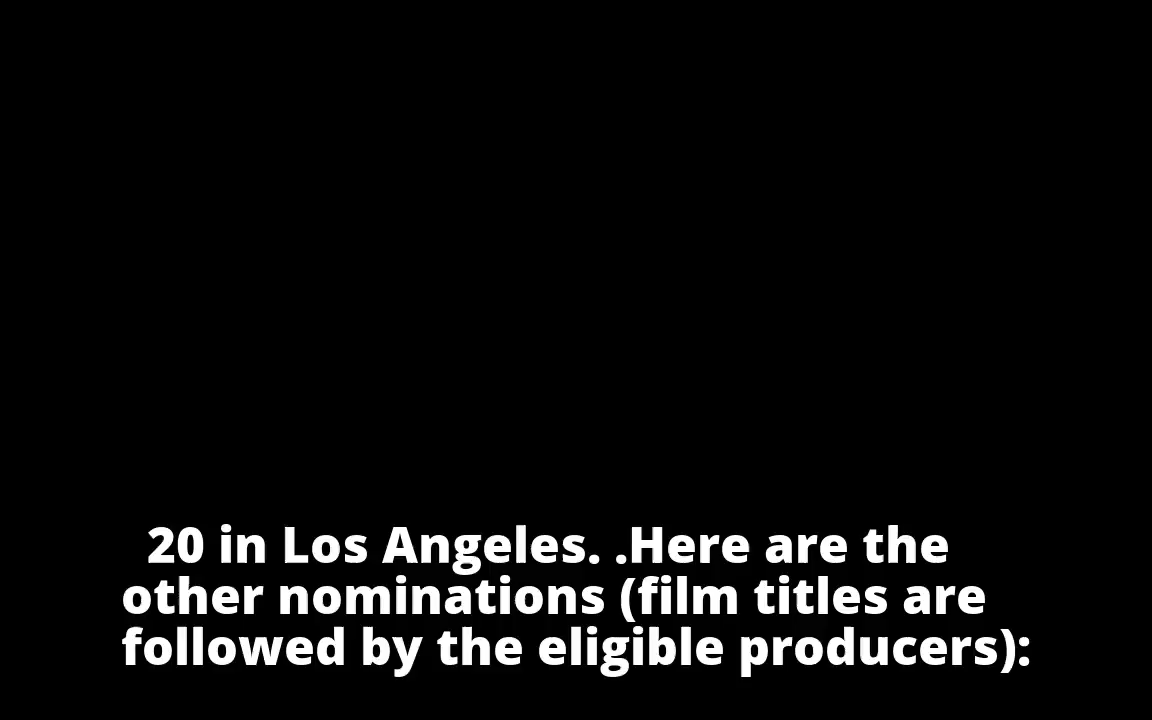 20 in Los Angeles. .Here are the
other nominations (film titles are
followed by the eligible producers):